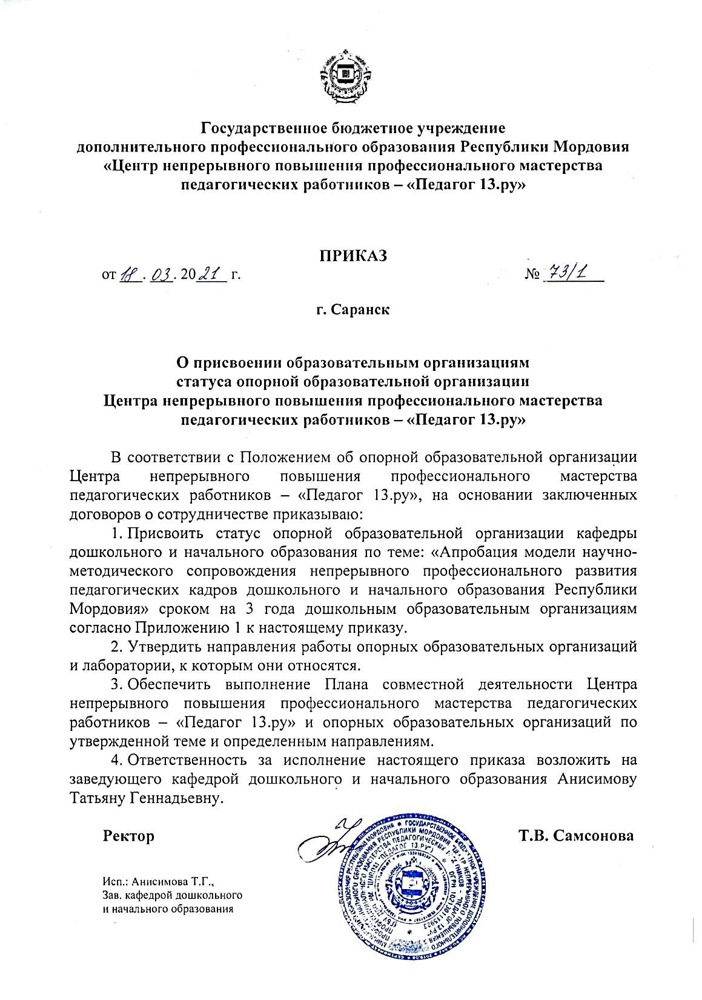 Государственное бюджетное учреждение
дополнительного профессионального образования Республики Мордовия
«Центр непрерывного повышения профессионального мастерства
педагогических работников – «Педагог 13.ру»
ПРИКАЗ
от 18. 03. 2021 г. № 73/1
г. Саранск
О присвоении образовательным организациям
статуса опорной образовательной организации
Центра непрерывного повышения профессионального мастерства
педагогических работников – «Педагог 13.ру»
В соответствии с Положением об опорной образовательной организации
Центра непрерывного повышения профессионального мастерства
педагогических работников – «Педагог 13.ру», на основании заключенных
договоров о сотрудничестве приказываю:
1. Присвоить статус опорной образовательной организации кафедры
дошкольного и начального образования по теме: «Апробация модели научно-
методического сопровождения непрерывного профессионального развития
педагогических кадров дошкольного и начального образования Республики
Мордовия» сроком на 3 года дошкольным образовательным организациям
согласно Приложению 1 к настоящему приказу.
2. Утвердить направления работы опорных образовательных организаций
и лаборатории, к которым они относятся.
3. Обеспечить выполнение Плана совместной деятельности Центра
непрерывного повышения профессионального мастерства педагогических
работников – «Педагог 13.ру» и опорных образовательных организаций по
утвержденной теме и определенным направлениям.
4. Ответственность за исполнение настоящего приказа возложить на
заведующего кафедрой дошкольного и начального образования Анисимову
Татьяну Геннадьевну.
Ректор Т.В. Самсонова
Исп.: Анисимова Т.Г.,
Зав. кафедрой дошкольного
и начального образования